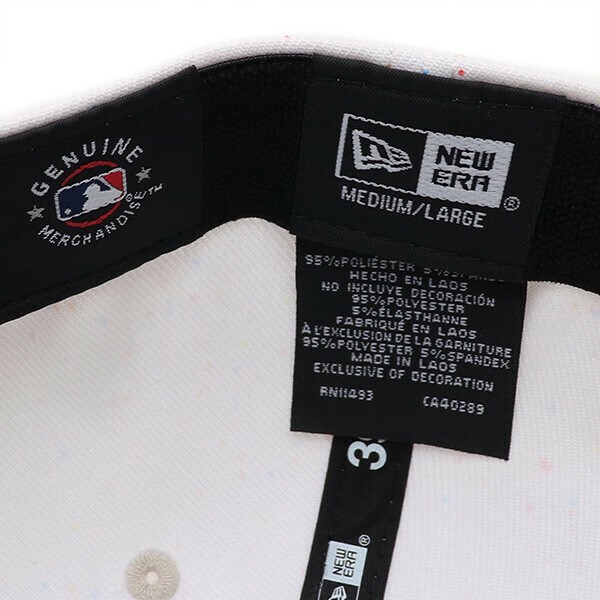 GENUINE
MERCHANDISE™
NEW
ERA®
MEDIUM/LARGE
95% POLIÉSTER 5%
HECHO EN LAOS
NO INCLUYE DECORACIÓN
95% POLYESTER
5% ÉLASTHANNE
FABRIQUÉ EN LAOS
À L'EXCLUSION DE LA GARNITURE
95% POLYESTER 5% SPANDEX
MADE IN LAOS
EXCLUSIVE OF DECORATION
RN11493 CA40289
NEW
ERA®